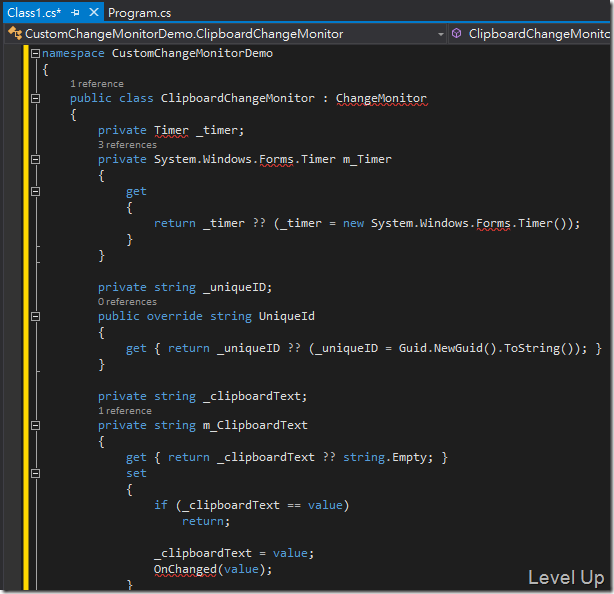 Class1.cs* Program.cs
CustomChangeMonitorDemo.ClipboardChangeMonitor ClipboardChangeMonito
namespace CustomChangeMonitorDemo
{
1 reference
public class ClipboardChangeMonitor : ChangeMonitor
{
private Timer _timer;
3 references
private System.Windows.Forms.Timer m_Timer
{
get
{
return _timer ?? (_timer = new System.Windows.Forms.Timer());
}
}
private string _uniqueID;
0 references
public override string UniqueId
{
get { return _uniqueID ?? (_uniqueID = Guid.NewGuid().ToString()); }
}
private string _clipboardText;
1 reference
private string m_ClipboardText
{
get { return _clipboardText ?? string.Empty; }
set
{
if (_clipboardText == value)
return;
_clipboardText = value;
OnChanged(value);
}
Level Up